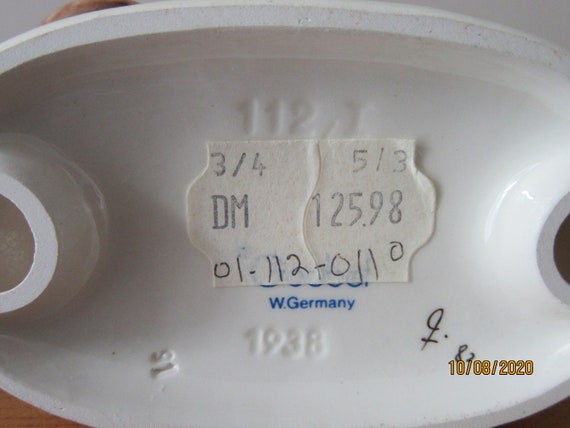 112/I
3/4 5/3
DM 125.98
01-112-0110
W.Germany
1938
10/08/2020